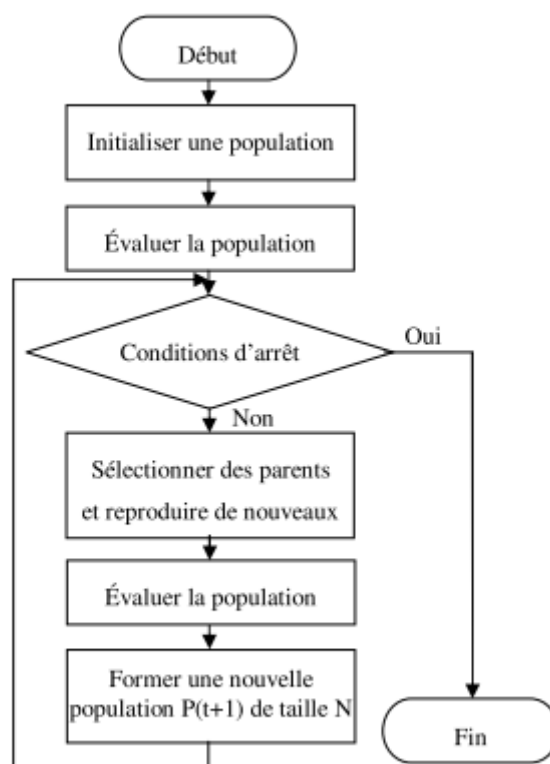 Début
Initialiser une population
Évaluer la population
Conditions d'arrêt
Oui
Non
Sélectionner des parents
et reproduire de nouveaux
Évaluer la population
Former une nouvelle
population P(t+1) de taille N
Fin